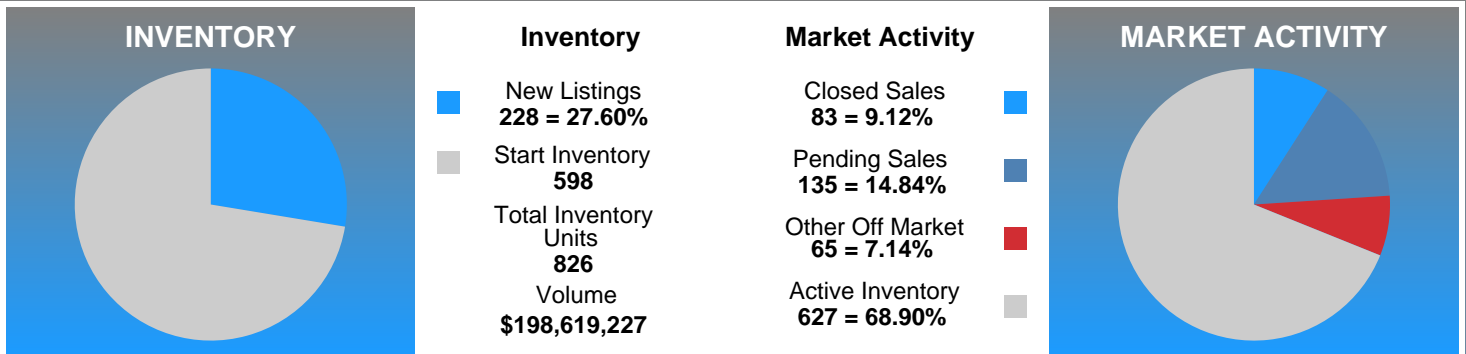 INVENTORY
Inventory
New Listings
228 = 27.60%
Start Inventory
598
Total Inventory
Units
826
Volume
$198,619,227
Market Activity
Closed Sales
83 = 9.12%
Pending Sales
135 = 14.84%
Other Off Market
65 = 7.14%
Active Inventory
627 = 68.90%
MARKET ACTIVITY